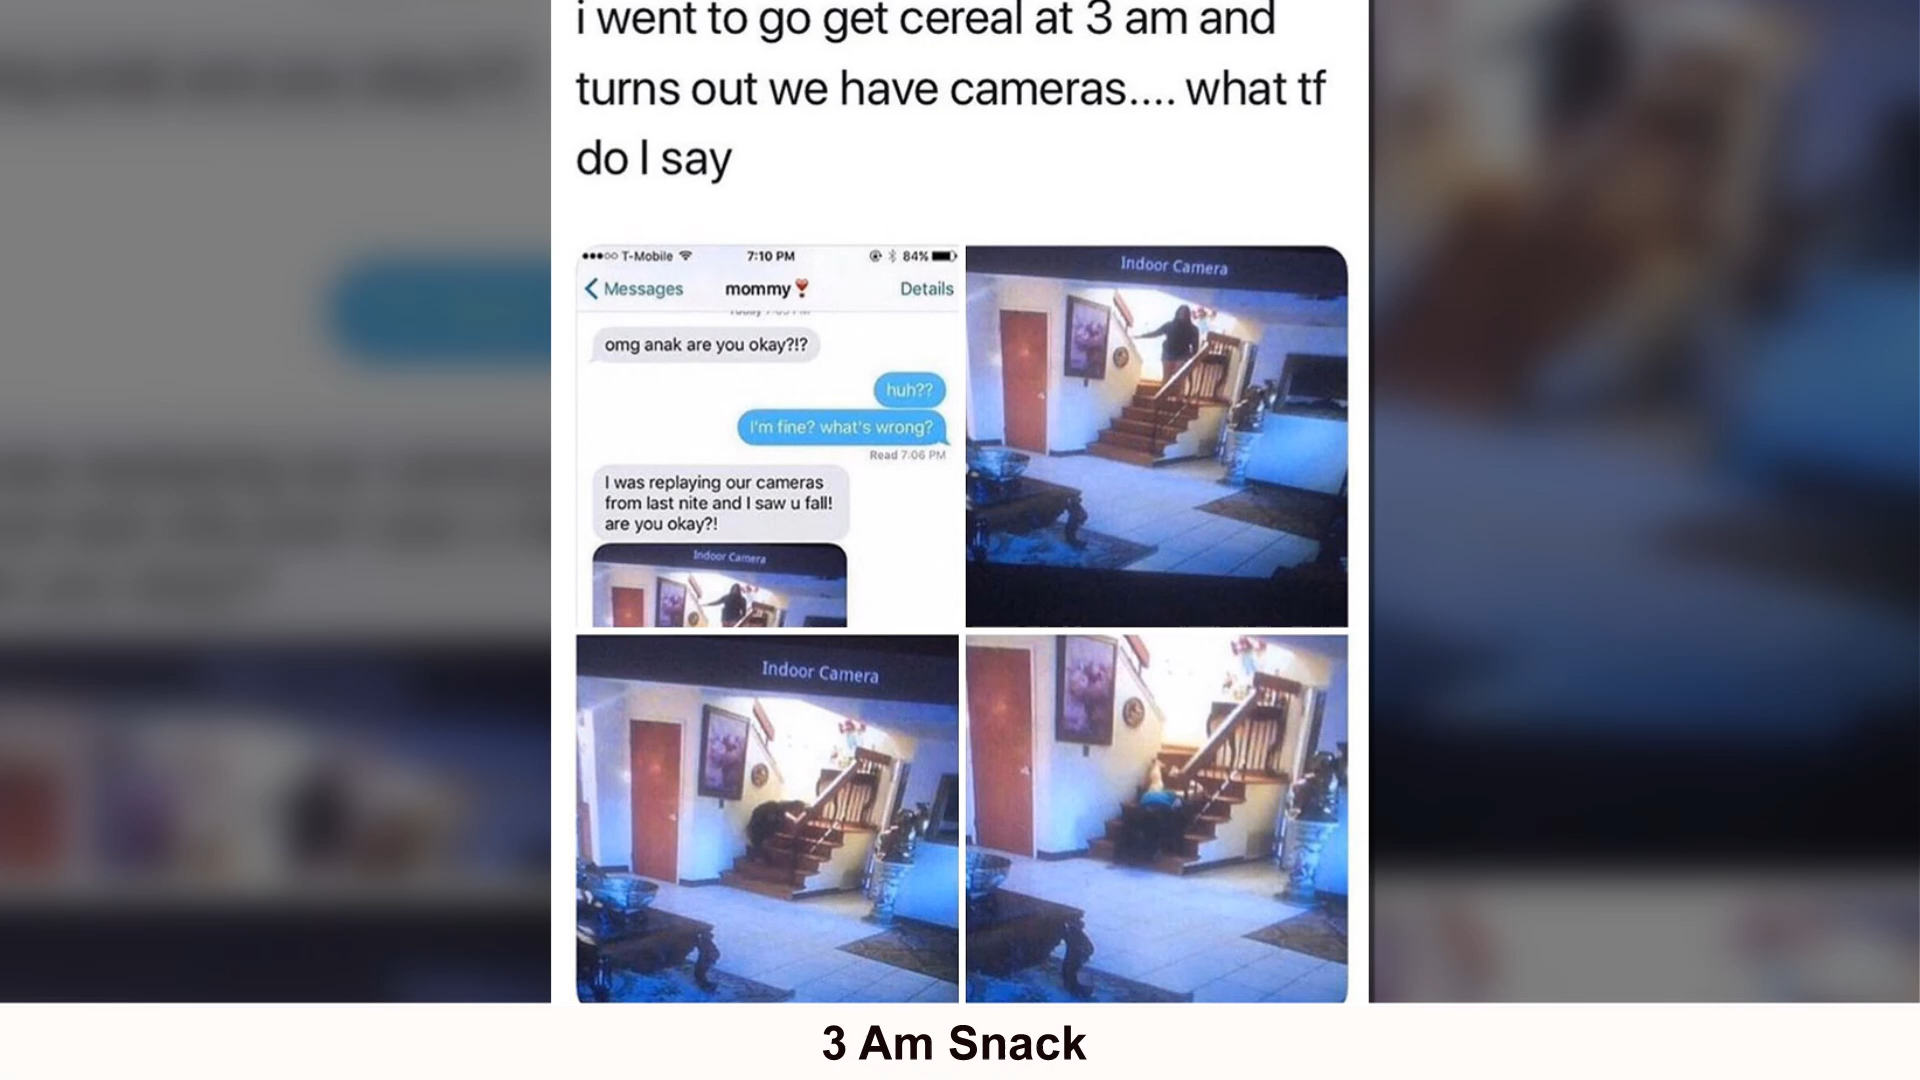 i went to go get cereal at 3 am and
turns out we have cameras.... what tf
do I say
T-Mobile 7:10 PM 84%
Messages mommy Details
omg anak are you okay?!?
huh??
I'm fine? what's wrong?
Read 7:06 PM
I was replaying our cameras
from last nite and I saw u fall!
are you okay?!
Indoor Camera
Indoor Camera
Indoor Camera
3 Am Snack